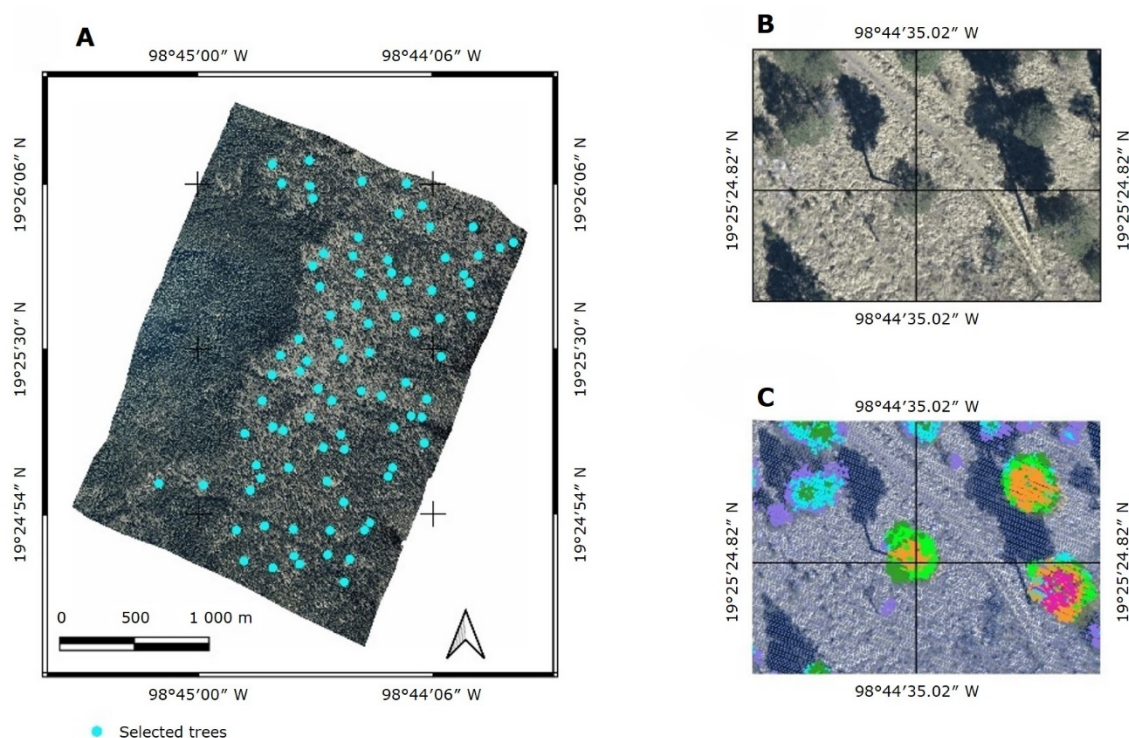 A
98°45′00″ W 98°44′06″ W
19°26′06″ N 19°26′06″ N
19°25′30″ N 19°25′30″ N
19°24′54″ N 19°24′54″ N
0 500 1 000 m
98°45′00″ W 98°44′06″ W
Selected trees
B
98°44′35.02″ W
19°25′24.82″ N 19°25′24.82″ N
98°44′35.02″ W
C
98°44′35.02″ W
19°25′24.82″ N 19°25′24.82″ N
98°44′35.02″ W